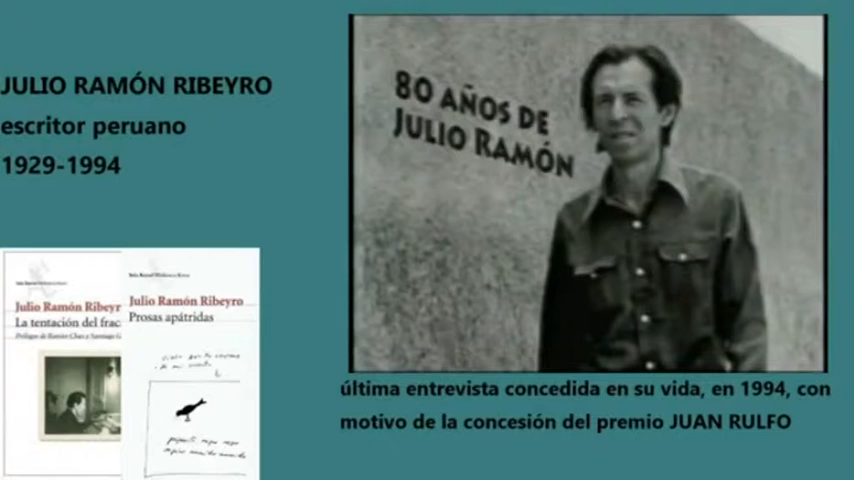 JULIO RAMÓN RIBEYRO
escritor peruano
1929-1994
80 AÑOS DE
JULIO RAMÓN
Julio Ramón Ribeyr
La tentación del frac
Julio Ramón Ribeyro
Prosas apátridas
última entrevista concedida en su vida, en 1994, con
motivo de la concesión del premio JUAN RULFO